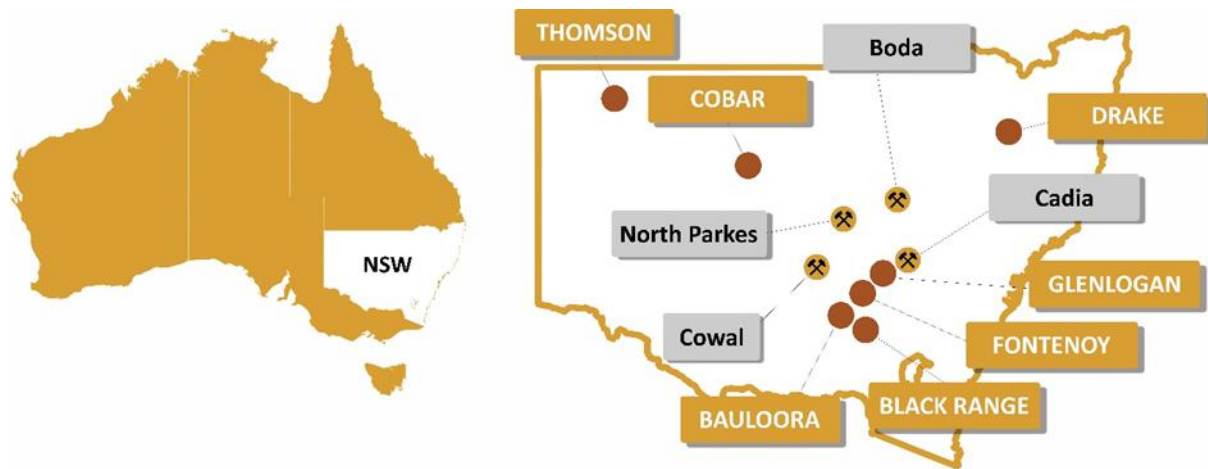 THOMSON
Boda
COBAR
DRAKE
Cadia
North Parkes
NSW
GLENLOGAN
Cowal
FONTENOY
BLACK RANGE
BAULOORA